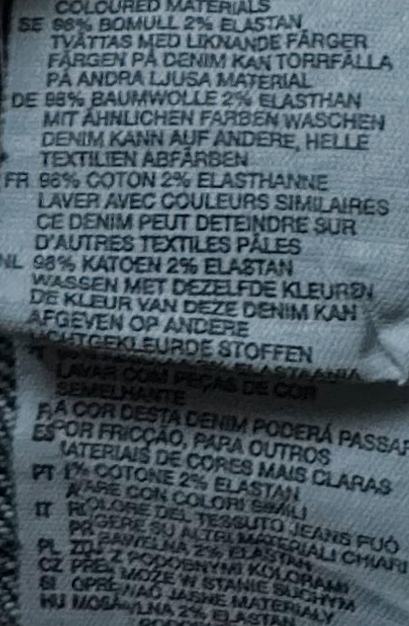 COLOURED MATERIALS
SE 98% BOMULL 2% ELASTAN
TVÄTTAS MED LIKNANDE FÄRGER
FÄRGEN PÅ DENIM KAN TORRFÄLLA
PÅ ANDRA LJUSA MATERIAL
DE 98% BAUMWOLLE 2% ELASTHAN
MIT ÄHNLICHEN FARBEN WASCHEN
DENIM KANN AUF ANDERE, HELLE
TEXTILIEN ABFÄRBEN
FR 98% COTON 2% ELASTHANNE
LAVER AVEC COULEURS SIMILAIRES
CE DENIM PEUT DETEINDRE SUR
D'AUTRES TEXTILES PÂLES
NL 98% KATOEN 2% ELASTAN
WASSEN MET DEZELFDE KLEUREN
DE KLEUR VAN DEZE DENIM KAN
AFGEVEN OP ANDERE
LICHTGEKLEURDE STOFFEN
LAVAR COM PEÇAS DE COR
SEMELHANTE
A COR DESTA DENIM PODERÁ PASSAR
ES POR FRICÇÃO, PARA OUTROS
MATERIAIS DE CORES MAIS CLARAS
PT COTONE 2% ELASTAN
CON COLORI SIMILI
IT COLORE DEL TESSUTO JEANS PUÒ
SU ALTRI MATERIALI CHIARI
PL BAWEŁNA 2% ELASTAN
CZ Z PODOBNYMI KOLORAMI
SI MOŻE W STANIE SUCHYM
HU JASNE MATERIAŁY
2% ELASTAN